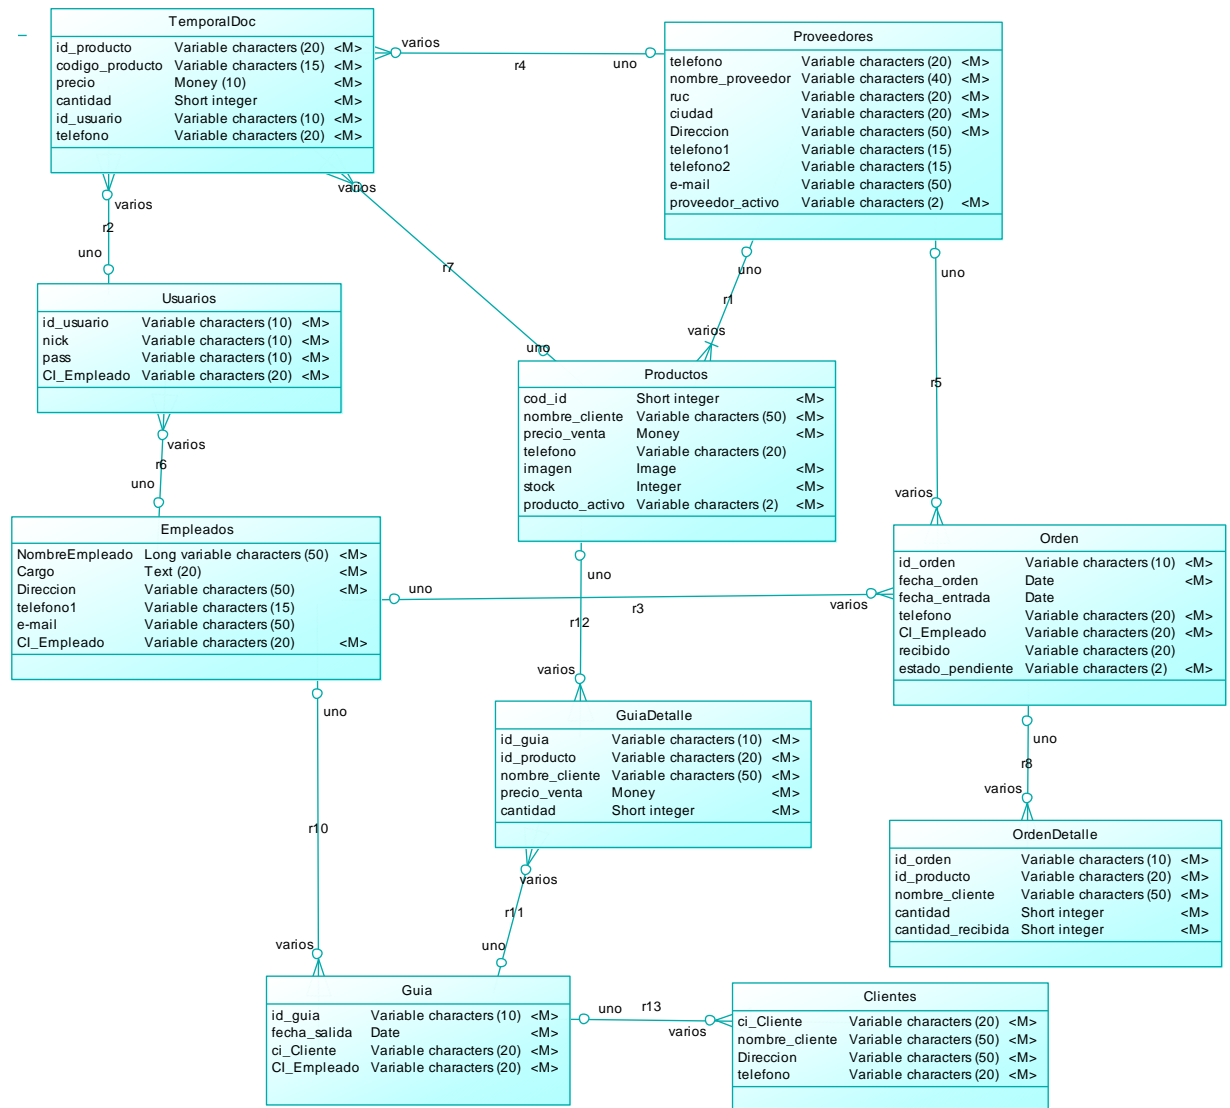 TemporalDoc
id_producto Variable characters (20) <M>
codigo_producto Variable characters (15) <M>
precio Money (10) <M>
cantidad Short integer <M>
id_usuario Variable characters (10) <M>
telefono Variable characters (20) <M>
varios
r4
uno
Proveedores
telefono Variable characters (20) <M>
nombre_proveedor Variable characters (40) <M>
ruc Variable characters (20) <M>
ciudad Variable characters (20) <M>
Direccion Variable characters (50) <M>
telefono1 Variable characters (15)
telefono2 Variable characters (15)
e-mail Variable characters (50)
proveedor_activo Variable characters (2) <M>
varios
r2
uno
varios
r7
uno
uno
r1
varios
uno
r5
varios
Usuarios
id_usuario Variable characters (10) <M>
nick Variable characters (10) <M>
pass Variable characters (10) <M>
CI_Empleado Variable characters (20) <M>
varios
r6
uno
Productos
cod_id Short integer <M>
nombre_cliente Variable characters (50) <M>
precio_venta Money <M>
telefono Variable characters (20)
imagen Image <M>
stock Integer <M>
producto_activo Variable characters (2) <M>
Empleados
NombreEmpleado Long variable characters (50) <M>
Cargo Text (20) <M>
Direccion Variable characters (50) <M>
telefono1 Variable characters (15)
e-mail Variable characters (50)
CI_Empleado Variable characters (20) <M>
uno
r3
varios
uno
r12
varios
Orden
id_orden Variable characters (10) <M>
fecha_orden Date <M>
fecha_entrada Date
telefono Variable characters (20) <M>
CI_Empleado Variable characters (20) <M>
recibido Variable characters (20)
estado_pendiente Variable characters (2) <M>
uno
r10
varios
GuiaDetalle
id_guia Variable characters (10) <M>
id_producto Variable characters (20) <M>
nombre_cliente Variable characters (50) <M>
precio_venta Money <M>
cantidad Short integer <M>
uno
r8
varios
OrdenDetalle
id_orden Variable characters (10) <M>
id_producto Variable characters (20) <M>
nombre_cliente Variable characters (50) <M>
cantidad Short integer <M>
cantidad_recibida Short integer <M>
varios
r11
uno
Guia
id_guia Variable characters (10) <M>
fecha_salida Date <M>
ci_Cliente Variable characters (20) <M>
CI_Empleado Variable characters (20) <M>
uno
r13
varios
Clientes
ci_Cliente Variable characters (20) <M>
nombre_cliente Variable characters (50) <M>
Direccion Variable characters (50) <M>
telefono Variable characters (20) <M>